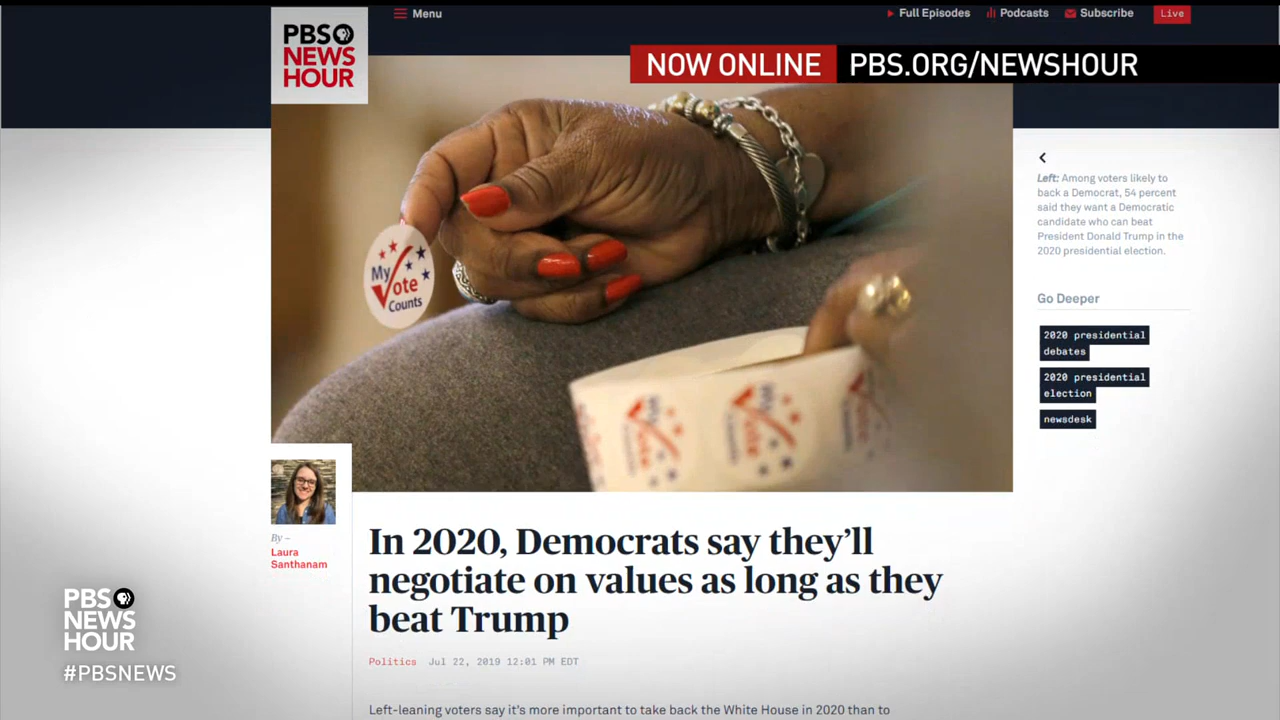 Menu
Full Episodes
Podcasts
Subscribe
Live
PBS
NEWS
HOUR
NOW ONLINE
PBS.ORG/NEWSHOUR
My
Vote
Counts
My
Vote
Counts
Left: Among voters likely to
back a Democrat, 54 percent
said they want a Democratic
candidate who can beat
President Donald Trump in the
2020 presidential election.
Go Deeper
2020 presidential
debates
2020 presidential
election
newsdesk
By –
Laura
Santhanam
In 2020, Democrats say they’ll
negotiate on values as long as they
beat Trump
Politics Jul 22, 2019 12:01 PM EDT
Left-leaning voters say it's more important to take back the White House in 2020 than to
PBS
NEWS
HOUR
#PBSNEWS